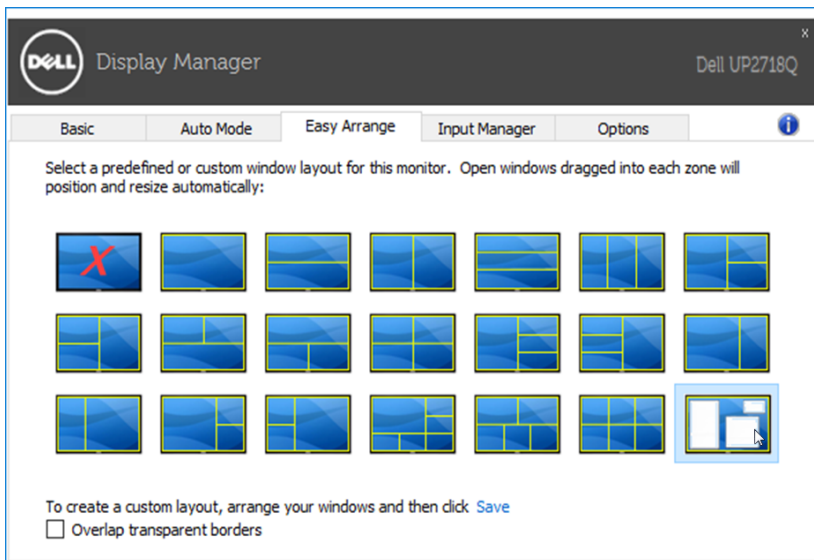 DELL
Display Manager
x
Dell UP2718Q
Basic
Auto Mode
Easy Arrange
Input Manager
Options
i
Select a predefined or custom window layout for this monitor. Open windows dragged into each zone will
position and resize automatically:
X
To create a custom layout, arrange your windows and then click Save
Overlap transparent borders